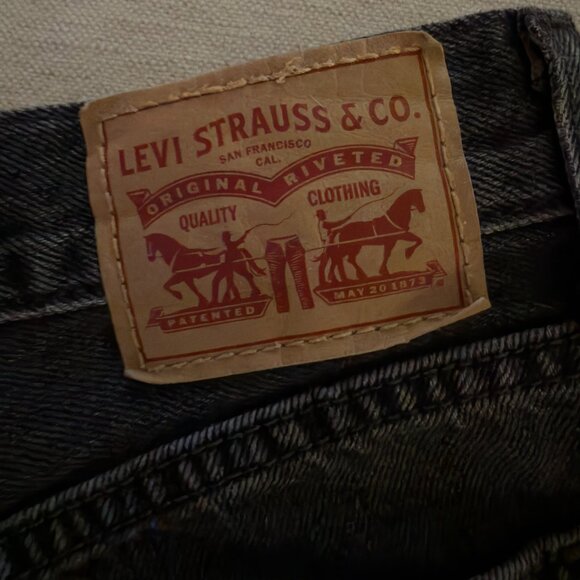 LEVI STRAUSS & CO.
SAN FRANCISCO
CAL.
ORIGINAL RIVETED
QUALITY CLOTHING
PATENTED MAY 20 1873